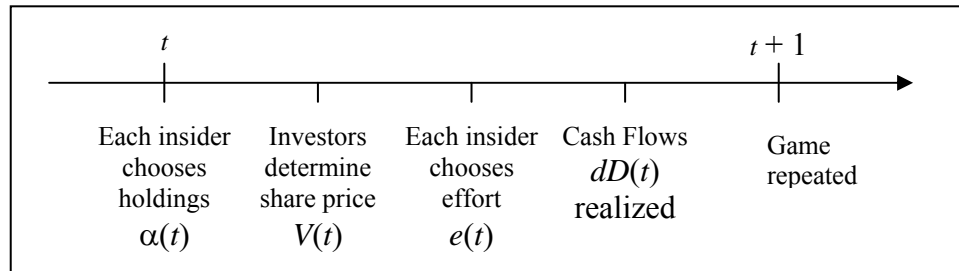 t
t + 1
Each insider
chooses
holdings
α(t)
Investors
determine
share price
V(t)
Each insider
chooses
effort
e(t)
Cash Flows
dD(t)
realized
Game
repeated